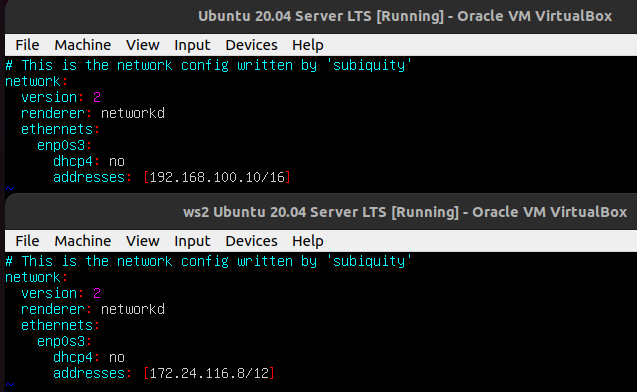 Ubuntu 20.04 Server LTS [Running] - Oracle VM VirtualBox
File Machine View Input Devices Help
# This is the network config written by 'subiquity'
network:
  version: 2
  renderer: networkd
  ethernets:
    enp0s3:
      dhcp4: no
      addresses: [192.168.100.10/16]
~
ws2 Ubuntu 20.04 Server LTS [Running] - Oracle VM VirtualBox
File Machine View Input Devices Help
# This is the network config written by 'subiquity'
network:
  version: 2
  renderer: networkd
  ethernets:
    enp0s3:
      dhcp4: no
      addresses: [172.24.116.8/12]
~